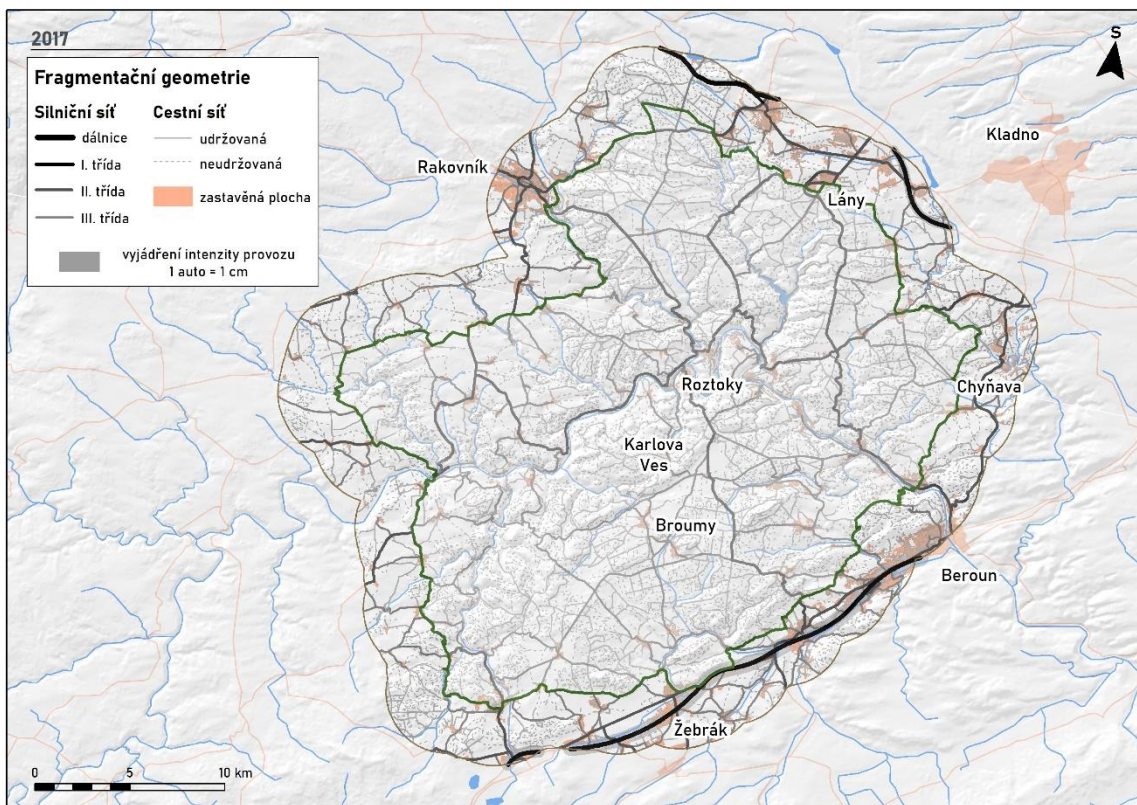 2017
Fragmentační geometrie
Silniční síť
Cestní síť
dálnice
udržovaná
I. třída
neudržovaná
II. třída
zastavěná plocha
III. třída
vyjádření intenzity provozu
1 auto = 1 cm
S
Kladno
Rakovník
Lány
Roztoky
Chyňava
Karlova
Ves
Broumy
Beroun
Žebrák
0 5 10 km